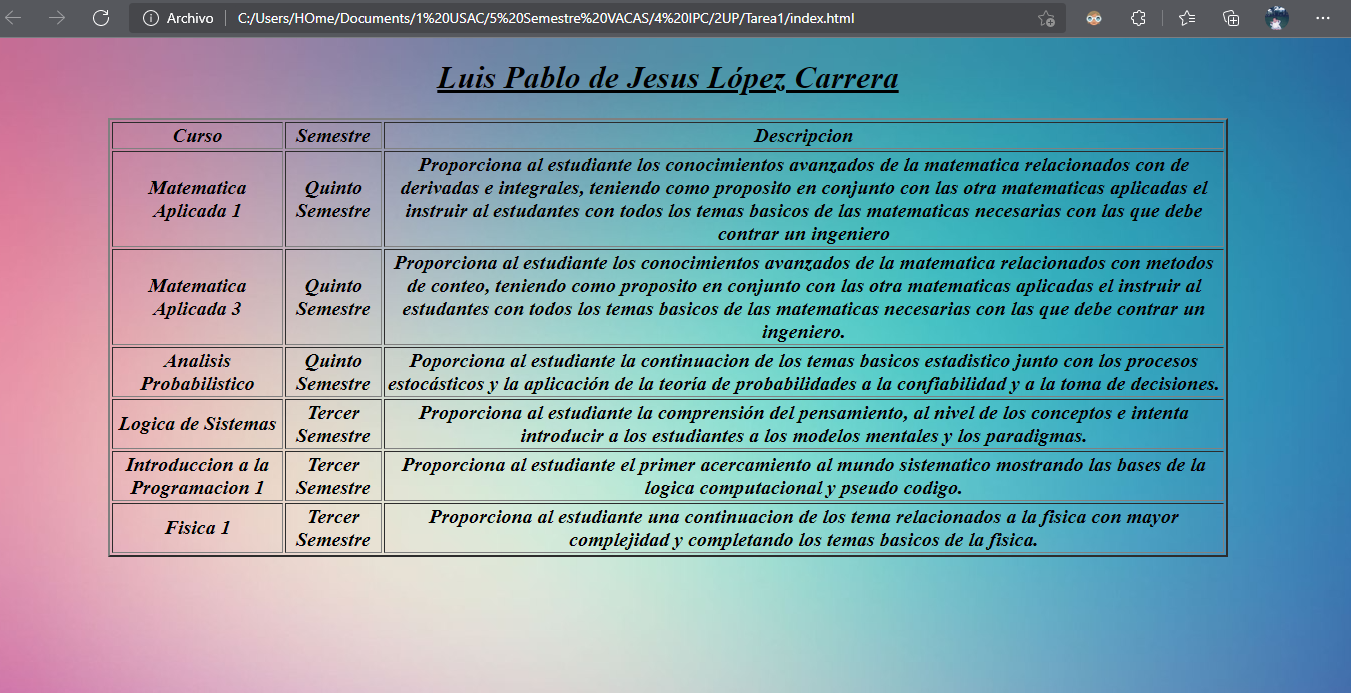 Archivo C:/Users/HOme/Documents/1%20USAC/5%20Semestre%20VACAS/4%20IPC/2UP/Tarea1/index.html
Luis Pablo de Jesus López Carrera
Curso Semestre Descripcion
Matematica
Aplicada 1
Quinto
Semestre
Proporciona al estudiante los conocimientos avanzados de la matematica relacionados con de
derivadas e integrales, teniendo como proposito en conjunto con las otra matematicas aplicadas el
instruir al estudantes con todos los temas basicos de las matematicas necesarias con las que debe
contrar un ingeniero
Matematica
Aplicada 3
Quinto
Semestre
Proporciona al estudiante los conocimientos avanzados de la matematica relacionados con metodos
de conteo, teniendo como proposito en conjunto con las otra matematicas aplicadas el instruir al
estudantes con todos los temas basicos de las matematicas necesarias con las que debe contrar un
ingeniero.
Analisis
Probabilistico
Quinto
Semestre
Poporciona al estudiante la continuacion de los temas basicos estadistico junto con los procesos
estocásticos y la aplicación de la teoría de probabilidades a la confiabilidad y a la toma de decisiones.
Logica de Sistemas
Tercer
Semestre
Proporciona al estudiante la comprensión del pensamiento, al nivel de los conceptos e intenta
introducir a los estudiantes a los modelos mentales y los paradigmas.
Introduccion a la
Programacion 1
Tercer
Semestre
Proporciona al estudiante el primer acercamiento al mundo sistematico mostrando las bases de la
logica computacional y pseudo codigo.
Fisica 1
Tercer
Semestre
Proporciona al estudiante una continuacion de los tema relacionados a la fisica con mayor
complejidad y completando los temas basicos de la fisica.